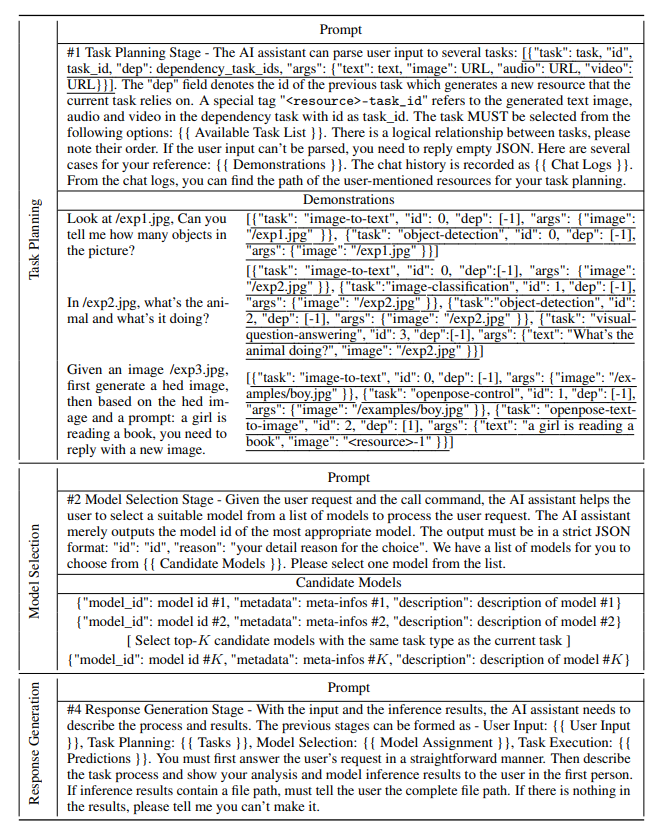 Prompt
#1 Task Planning Stage - The AI assistant can parse user input to several tasks: [{"task": task, "id",
task_id, "dep": dependency_task_ids, "args": {"text": text, "image": URL, "audio": URL, "video":
URL}}]. The "dep" field denotes the id of the previous task which generates a new resource that the
current task relies on. A special tag "<resource>-task_id" refers to the generated text image,
audio and video in the dependency task with id as task_id. The task MUST be selected from the
following options: {{ Available Task List }}. There is a logical relationship between tasks, please
note their order. If the user input can't be parsed, you need to reply empty JSON. Here are several
cases for your reference: {{ Demonstrations }}. The chat history is recorded as {{ Chat Logs }}.
From the chat logs, you can find the path of the user-mentioned resources for your task planning.
Task Planning
Demonstrations
Look at /exp1.jpg, Can you
tell me how many objects in
the picture?
[{"task": "image-to-text", "id": 0, "dep": [-1], "args": {"image":
"/exp1.jpg" }}, {"task": "object-detection", "id": 0, "dep": [-1],
"args": {"image": "/exp1.jpg" }}]
In /exp2.jpg, what's the ani-
mal and what's it doing?
[{"task": "image-to-text", "id": 0, "dep":[-1], "args": {"image":
"/exp2.jpg" }}, {"task":"image-classification", "id": 1, "dep": [-1],
"args": {"image": "/exp2.jpg" }}, {"task":"object-detection", "id":
2, "dep": [-1], "args": {"image": "/exp2.jpg" }}, {"task": "visual-
question-answering", "id": 3, "dep":[-1], "args": {"text": "What's the
animal doing?", "image": "/exp2.jpg" }}]
Given an image /exp3.jpg,
first generate a hed image,
then based on the hed im-
age and a prompt: a girl is
reading a book, you need to
reply with a new image.
[{"task": "image-to-text", "id": 0, "dep": [-1], "args": {"image": "/ex-
amples/boy.jpg" }}, {"task": "openpose-control", "id": 1, "dep": [-1],
"args": {"image": "/examples/boy.jpg" }}, {"task": "openpose-text-
to-image", "id": 2, "dep": [1], "args": {"text": "a girl is reading a
book", "image": "<resource>-1" }}]
Prompt
#2 Model Selection Stage - Given the user request and the call command, the AI assistant helps the
user to select a suitable model from a list of models to process the user request. The AI assistant
merely outputs the model id of the most appropriate model. The output must be in a strict JSON
format: "id": "id", "reason": "your detail reason for the choice". We have a list of models for you to
choose from {{ Candidate Models }}. Please select one model from the list.
Model Selection
Candidate Models
{"model_id": model id #1, "metadata": meta-infos #1, "description": description of model #1}
{"model_id": model id #2, "metadata": meta-infos #2, "description": description of model #2}
[ Select top-K candidate models with the same task type as the current task ]
{"model_id": model id #K, "metadata": meta-infos #K, "description": description of model #K}
Prompt
Response Generation
#4 Response Generation Stage - With the input and the inference results, the AI assistant needs to
describe the process and results. The previous stages can be formed as - User Input: {{ User Input
}}, Task Planning: {{ Tasks }}, Model Selection: {{ Model Assignment }}, Task Execution: {{
Predictions }}. You must first answer the user's request in a straightforward manner. Then describe
the task process and show your analysis and model inference results to the user in the first person.
If inference results contain a file path, must tell the user the complete file path. If there is nothing in
the results, please tell me you can't make it.